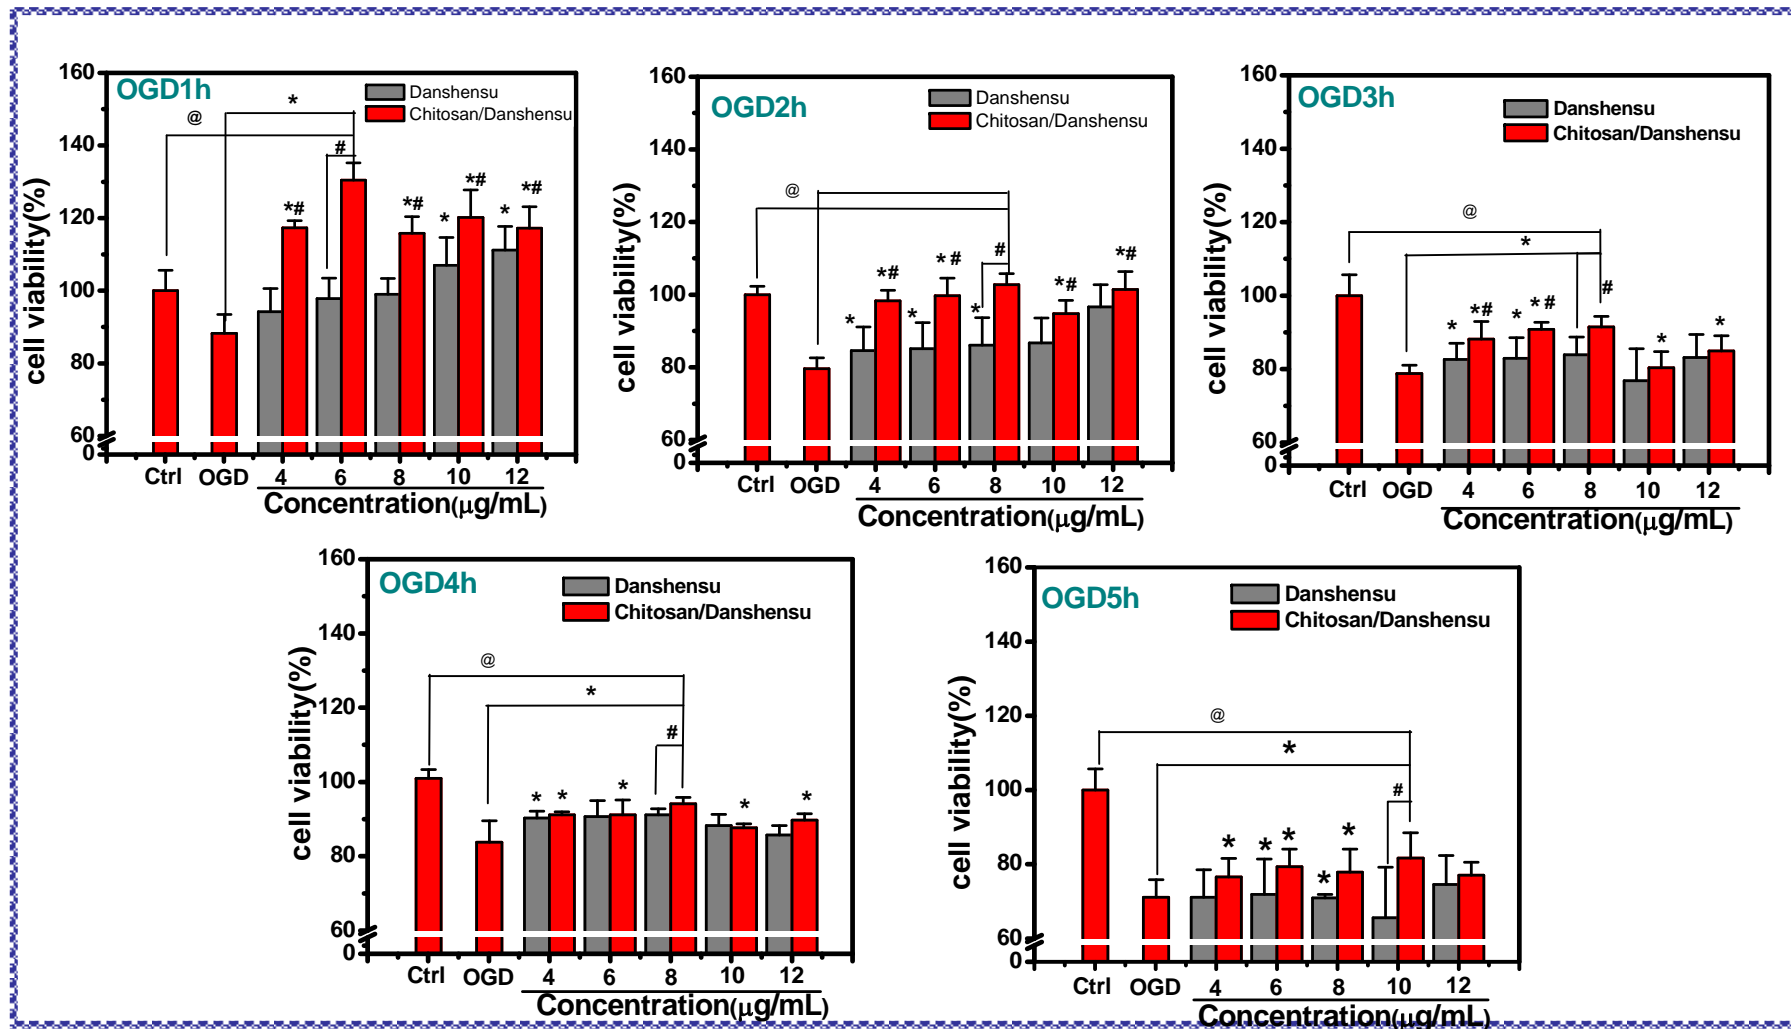 OGD1h
Danshensu
Chitosan/Danshensu
cell viability(%)
160
140
120
100
80
60
0
@
*
#
*#
*#
*
*#
*
*#
Ctrl
OGD
4
6
8
10
12
Concentration(μg/mL)
OGD2h
Danshensu
Chitosan/Danshensu
cell viability(%)
160
140
120
100
80
60
0
@
#
*
*#
*
*#
*
*#
*#
Ctrl
OGD
4
6
8
10
12
Concentration(μg/mL)
OGD3h
Danshensu
Chitosan/Danshensu
cell viability(%)
160
140
120
100
80
60
0
@
*
#
*
*#
*
*#
*
*
Ctrl
OGD
4
6
8
10
12
Concentration(μg/mL)
OGD4h
Danshensu
Chitosan/Danshensu
cell viability(%)
160
140
120
100
80
60
0
@
*
#
*
*
*
*
*
Ctrl
OGD
4
6
8
10
12
Concentration(μg/mL)
OGD5h
Danshensu
Chitosan/Danshensu
cell viability(%)
160
140
120
100
80
60
0
@
*
#
*
*
*
*
*
Ctrl
OGD
4
6
8
10
12
Concentration(μg/mL)